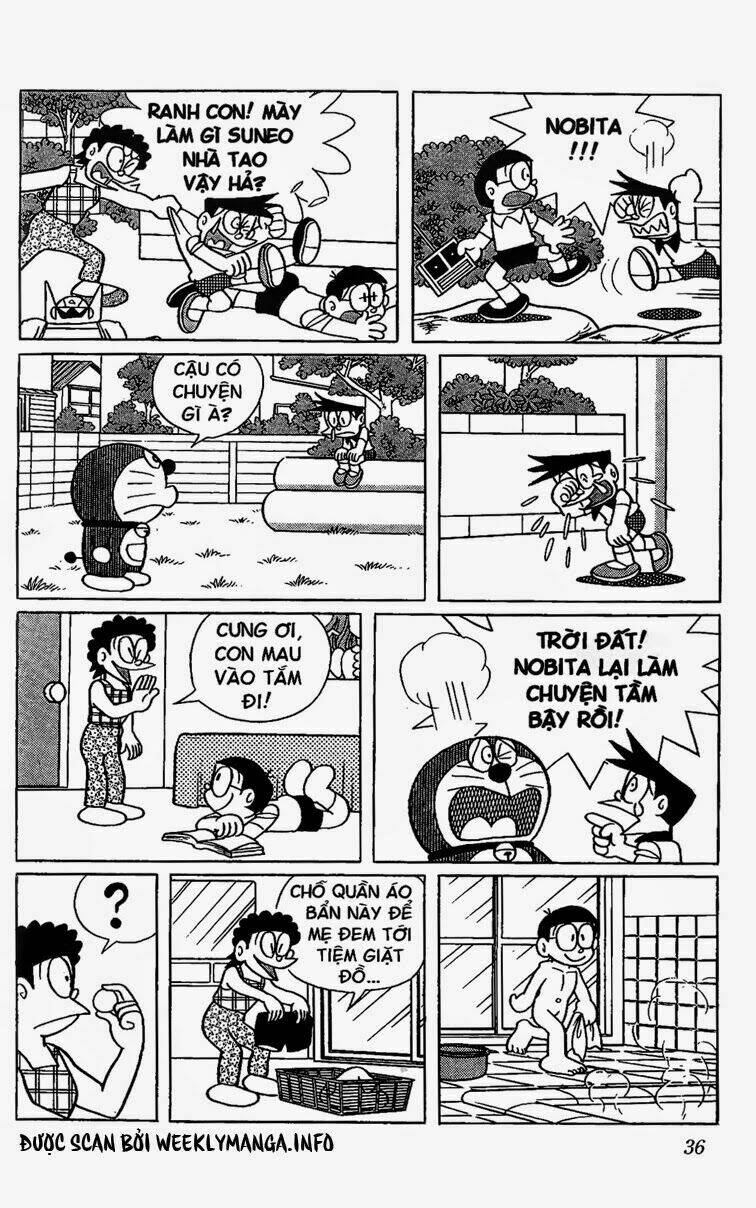 NOBITA
!!!
RANH CON! MÀY
LÀM GÌ SUNEO
NHÀ TAO
VẬY HẢ?
CẬU CÓ
CHUYỆN
GÌ À?
TRỜI ĐẤT!
NOBITA LẠI LÀM
CHUYỆN TẦM
BẬY RỒI!
CƯNG ƠI,
CON MAU
VÀO TẮM
ĐI!
CHỖ QUẦN ÁO
BẨN NÀY ĐỂ
MẸ ĐEM TỚI
TIỆM GIẶT
ĐỒ...
?
ĐƯỢC SCAN BỞI WEEKLYMANGA.INFO
36